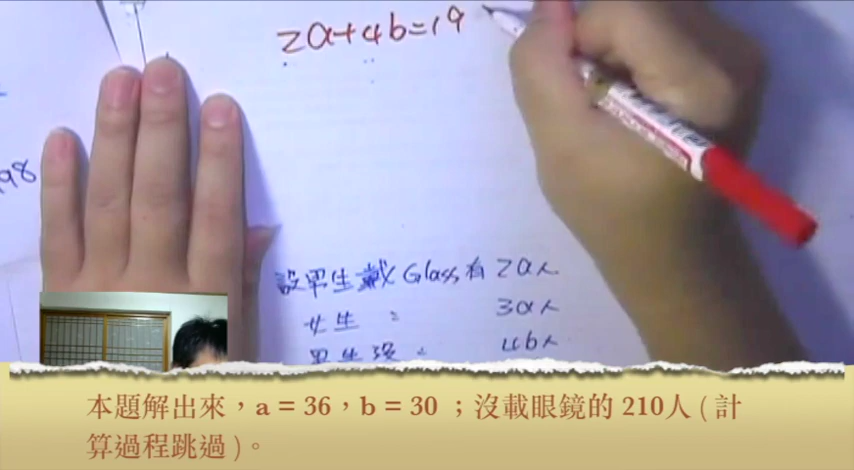 2a+4b=19
98
設男生戴Glass有 2a人
女生 : 3a人
男生沒 : 4b人
本題解出來，a = 36，b = 30 ；沒載眼鏡的 210人 ( 計
算過程跳過 ) 。